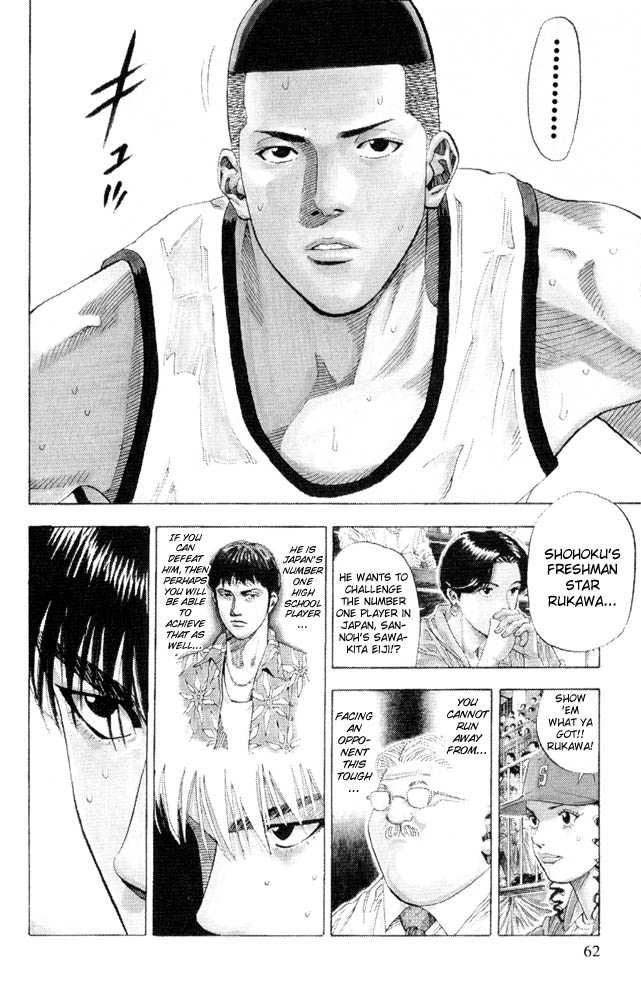 ..........
キュッ
SHOHOKU'S
FRESHMAN
STAR
RUKAWA...
HE WANTS TO
CHALLENGE
THE NUMBER
ONE PLAYER IN
JAPAN, SAN-
NOH'S SAWA-
KITA EIJI!?
HE IS
JAPAN'S
NUMBER
ONE
HIGH
SCHOOL
PLAYER
...
IF YOU
CAN
DEFEAT
HIM, THEN
PERHAPS
YOU WILL
BE ABLE
TO
ACHIEVE
THAT AS
WELL...
SHOW
'EM
WHAT YA
GOT!!
RUKAWA!
S
YOU
CANNOT
RUN
AWAY
FROM...
FACING
AN
OPPO-
NENT
THIS
TOUGH
...
62